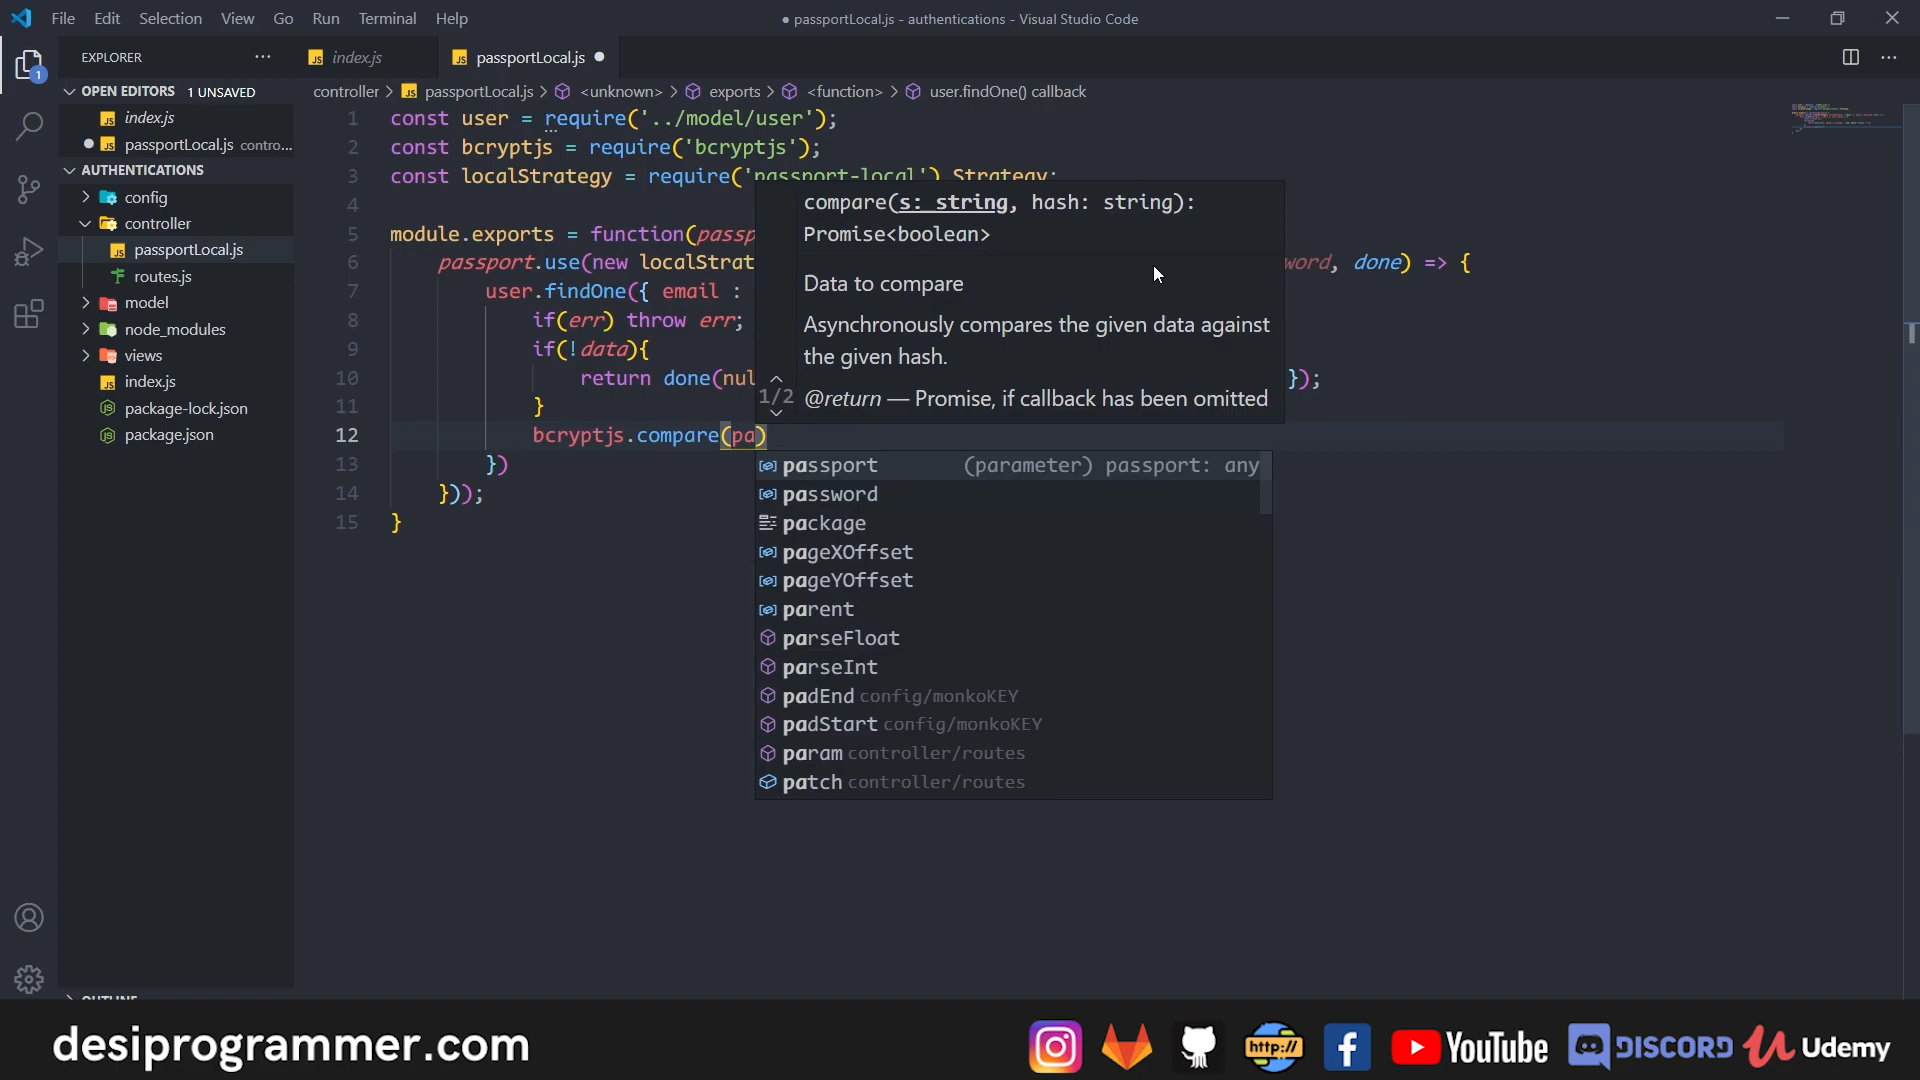 File Edit Selection View Go Run Terminal Help
● passportLocal.js - authentications - Visual Studio Code
EXPLORER
index.js
passportLocal.js
1
OPEN EDITORS 1 UNSAVED
index.js
passportLocal.js contro...
AUTHENTICATIONS
config
controller
passportLocal.js
routes.js
model
node_modules
views
index.js
package-lock.json
package.json
controller > passportLocal.js > <unknown> > exports > <function> > user.findOne() callback
1 const user = require('../model/user');
2 const bcryptjs = require('bcryptjs');
3 const localStrategy = require('passport-local').Strategy;
4
5 module.exports = function(passp
6 passport.use(new localStrat word, done) => {
7 user.findOne({ email :
8 if(err) throw err;
9 if(!data){
10 return done(nul });
11 }
12 bcryptjs.compare(pa)
13 })
14 }));
15 }
compare(s: string, hash: string):
Promise<boolean>
Data to compare
Asynchronously compares the given data against
the given hash.
1/2
@return — Promise, if callback has been omitted
passport (parameter) passport: any
password
package
pageXOffset
pageYOffset
parent
parseFloat
parseInt
padEnd config/monkoKEY
padStart config/monkoKEY
param controller/routes
patch controller/routes
OUTLINE
desiprogrammer.com
http://
YouTube
DISCORD
Udemy